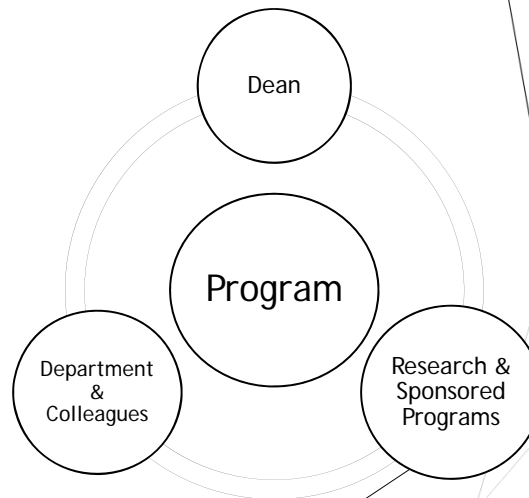 Dean
Program
Department
&
Colleagues
Research &
Sponsored
Programs